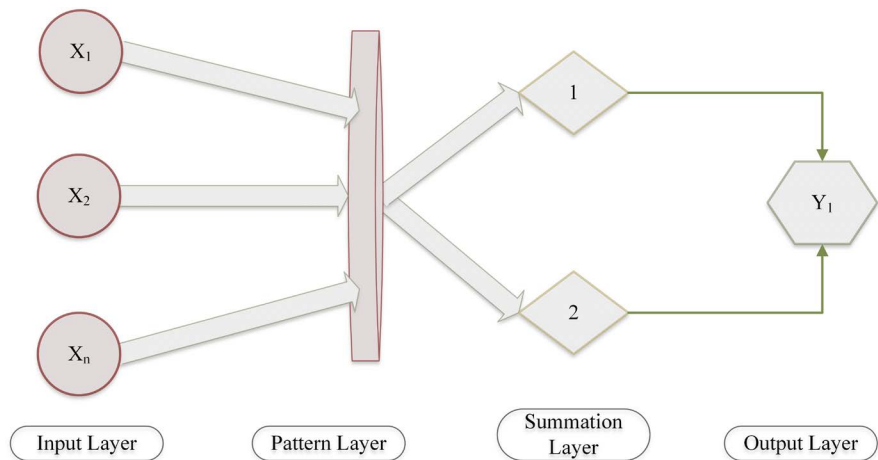 X₁
1
X₂
Y₁
2
Xₙ
Input Layer
Pattern Layer
Summation
Layer
Output Layer